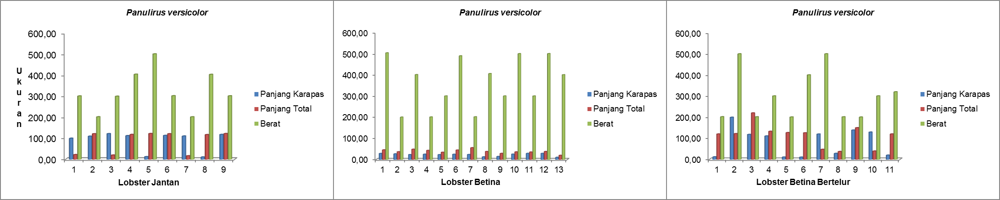 Panulirus versicolor
600,00
500,00
400,00
300,00
200,00
100,00
0,00
Ukuran
1 2 3 4 5 6 7 8 9
Lobster Jantan
Panjang Karapas
Panjang Total
Berat
Panulirus versicolor
600,00
500,00
400,00
300,00
200,00
100,00
0,00
1 2 3 4 5 6 7 8 9 10 11 12 13
Lobster Betina
Panjang Karapas
Panjang Total
Berat
Panulirus versicolor
600,00
500,00
400,00
300,00
200,00
100,00
0,00
1 2 3 4 5 6 7 8 9 10 11
Lobster Betina Bertelur
Panjang Karapas
Panjang Total
Berat